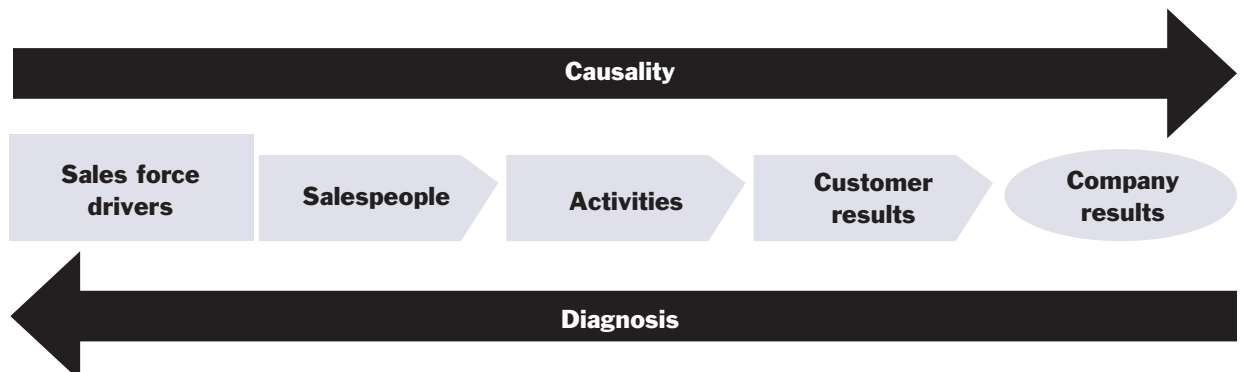 Causality
Sales force
drivers
Salespeople
Activities
Customer
results
Company
results
Diagnosis